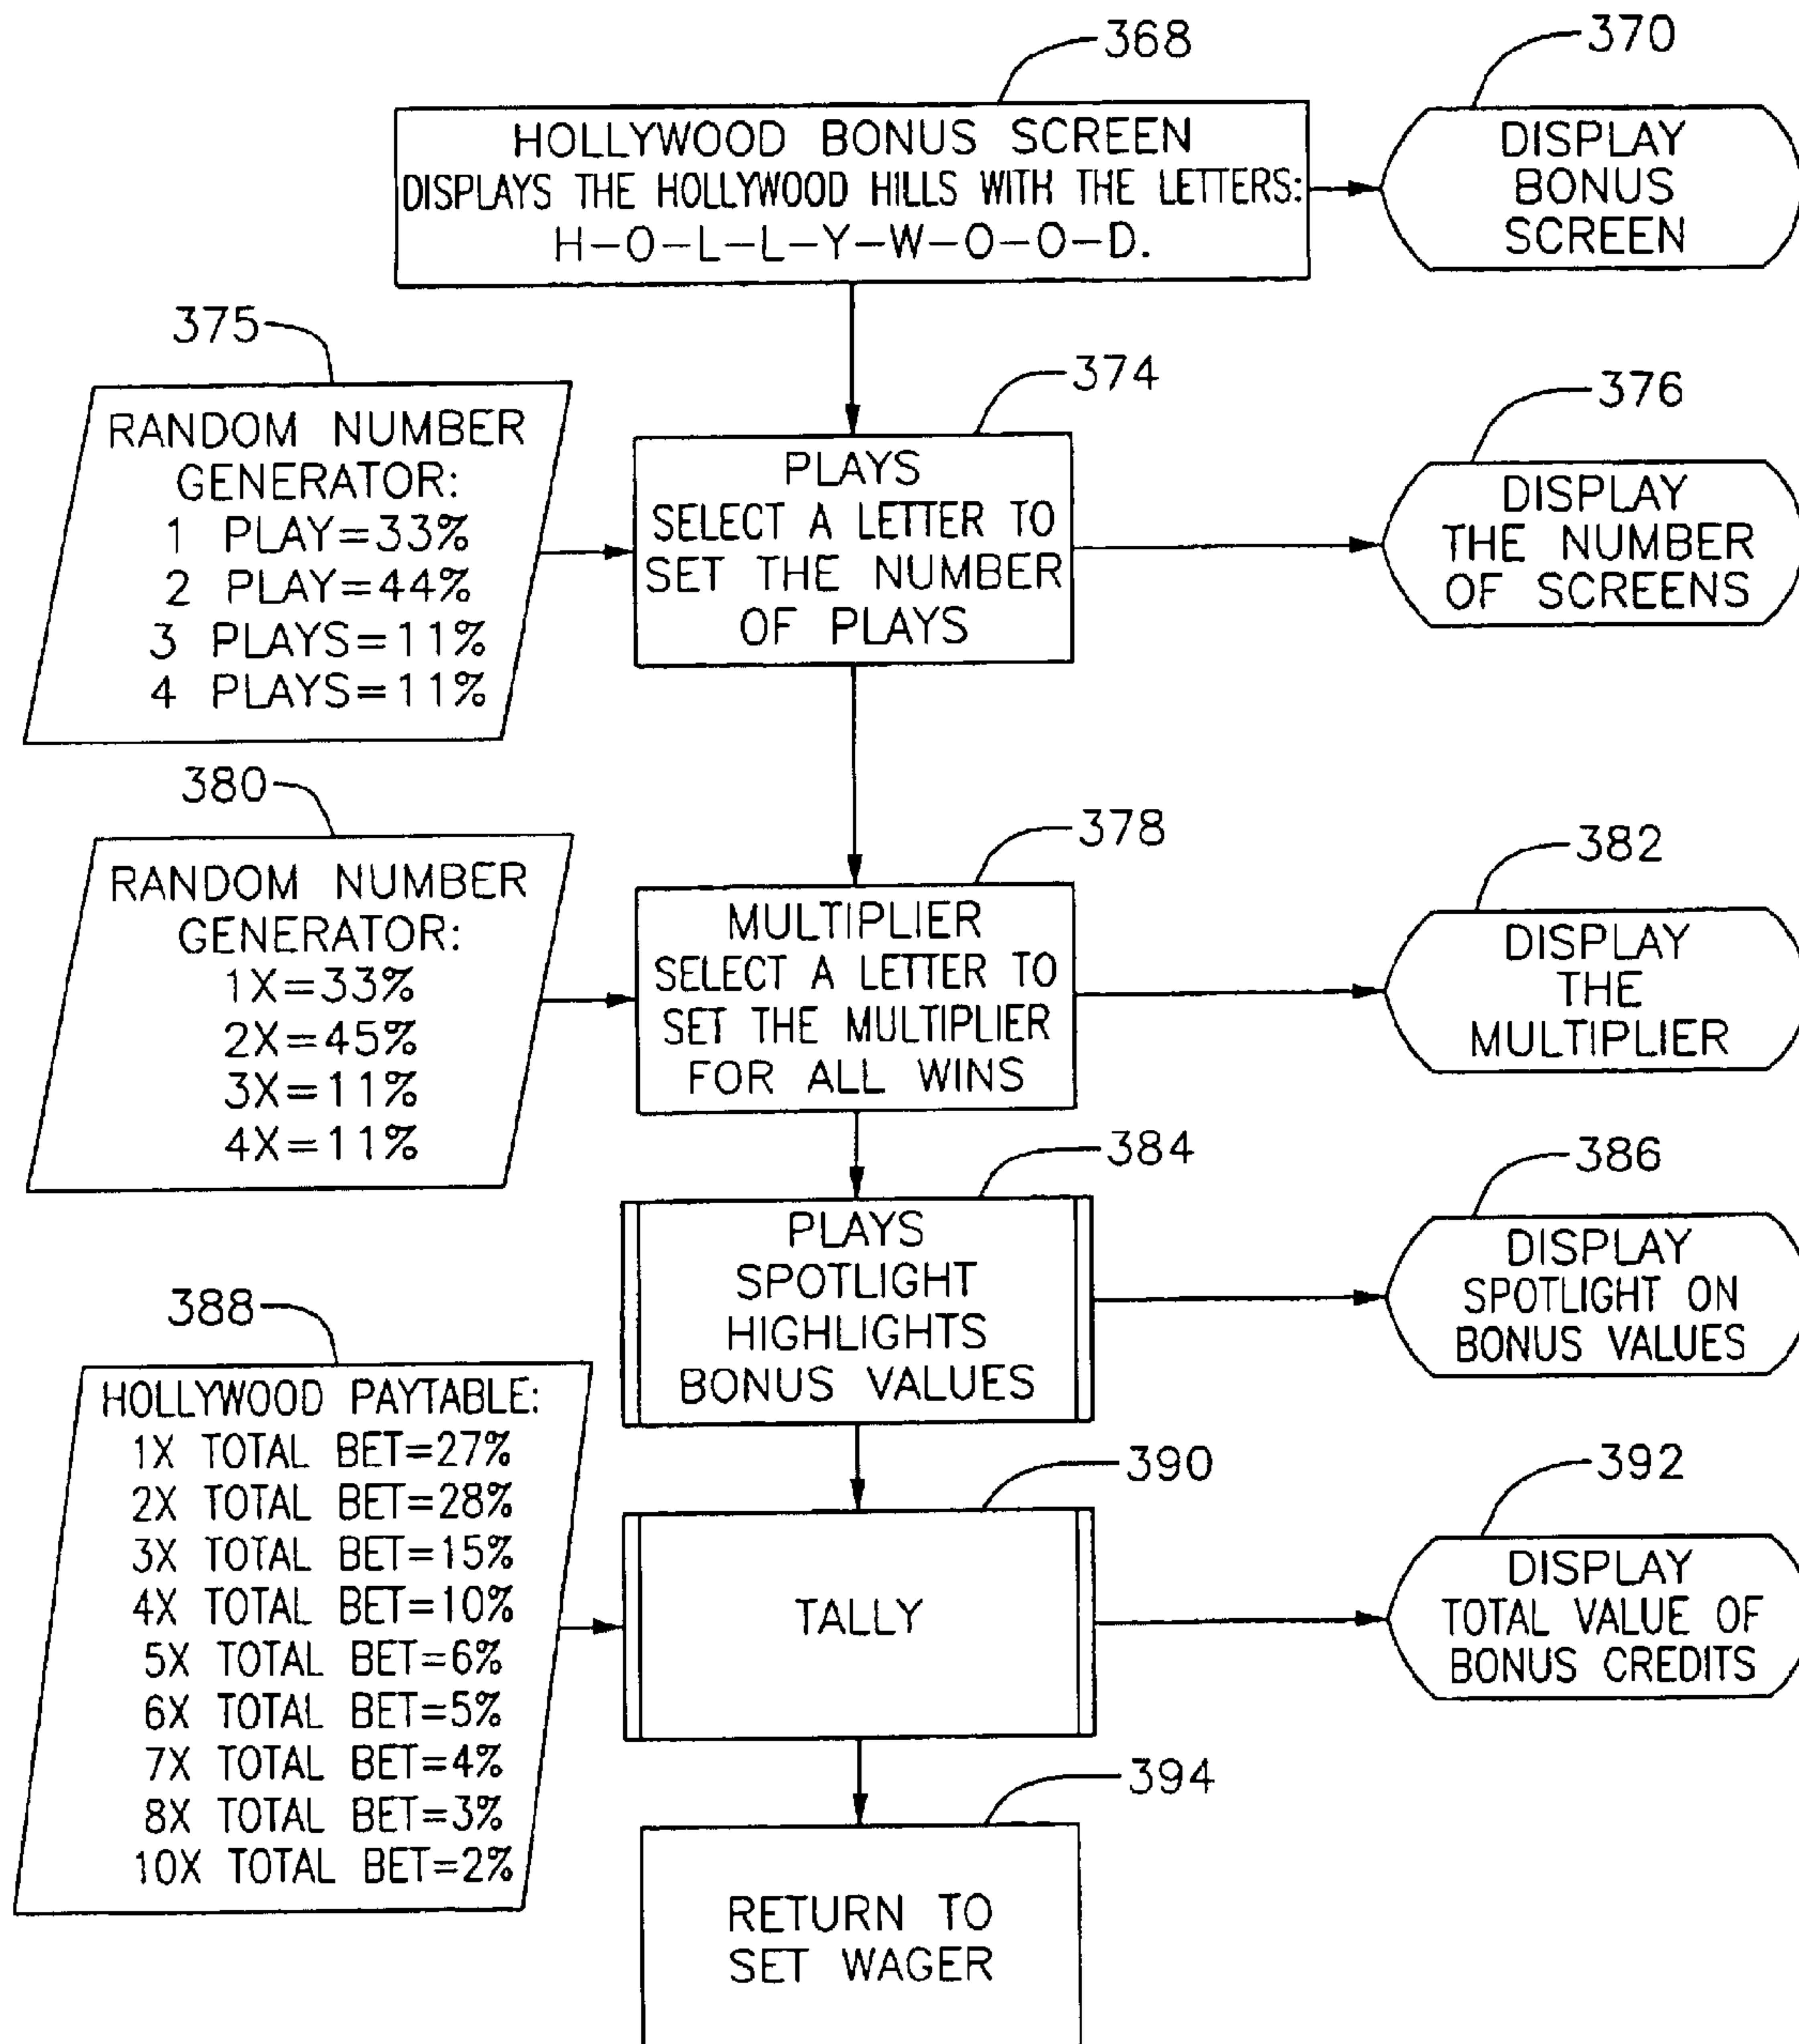 368
HOLLYWOOD BONUS SCREEN
DISPLAYS THE HOLLYWOOD HILLS WITH THE LETTERS:
H-O-L-L-Y-W-O-O-D.
370
DISPLAY
BONUS
SCREEN
375
RANDOM NUMBER
GENERATOR:
1 PLAY=33%
2 PLAY=44%
3 PLAYS=11%
4 PLAYS=11%
374
PLAYS
SELECT A LETTER TO
SET THE NUMBER
OF PLAYS
376
DISPLAY
THE NUMBER
OF SCREENS
380
RANDOM NUMBER
GENERATOR:
1X=33%
2X=45%
3X=11%
4X=11%
378
MULTIPLIER
SELECT A LETTER TO
SET THE MULTIPLIER
FOR ALL WINS
382
DISPLAY
THE
MULTIPLIER
384
PLAYS
SPOTLIGHT
HIGHLIGHTS
BONUS VALUES
386
DISPLAY
SPOTLIGHT ON
BONUS VALUES
388
HOLLYWOOD PAYTABLE:
1X TOTAL BET=27%
2X TOTAL BET=28%
3X TOTAL BET=15%
4X TOTAL BET=10%
5X TOTAL BET=6%
6X TOTAL BET=5%
7X TOTAL BET=4%
8X TOTAL BET=3%
10X TOTAL BET=2%
390
TALLY
392
DISPLAY
TOTAL VALUE OF
BONUS CREDITS
394
RETURN TO
SET WAGER